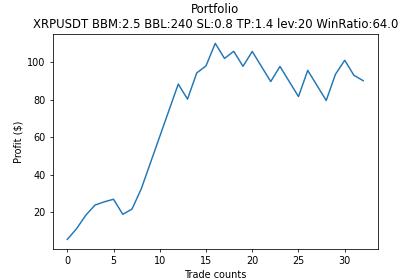 Portfolio
XRPUSDT BBM:2.5 BBL:240 SL:0.8 TP:1.4 lev:20 WinRatio:64.0
100
80
60
40
20
Profit ($)
0 5 10 15 20 25 30
Trade counts